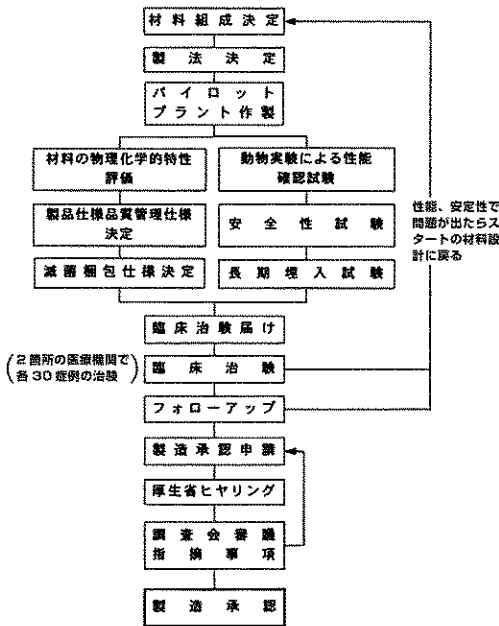 材料組成決定
製法決定
パイロット
プラント作製
材料の物理化学的特性
評価
動物実験による性能
確認試験
製品仕様品質管理仕様
決定
安全性試験
滅菌梱包仕様決定
長期埋入試験
性能、安定性で
問題が出たらス
タートの材料設
計に戻る
臨床治験届け
(2箇所の医療機関で
各30症例の治験)
臨床治験
フォローアップ
製造承認申請
厚生省ヒヤリング
調査会審議
指摘事項
製造承認